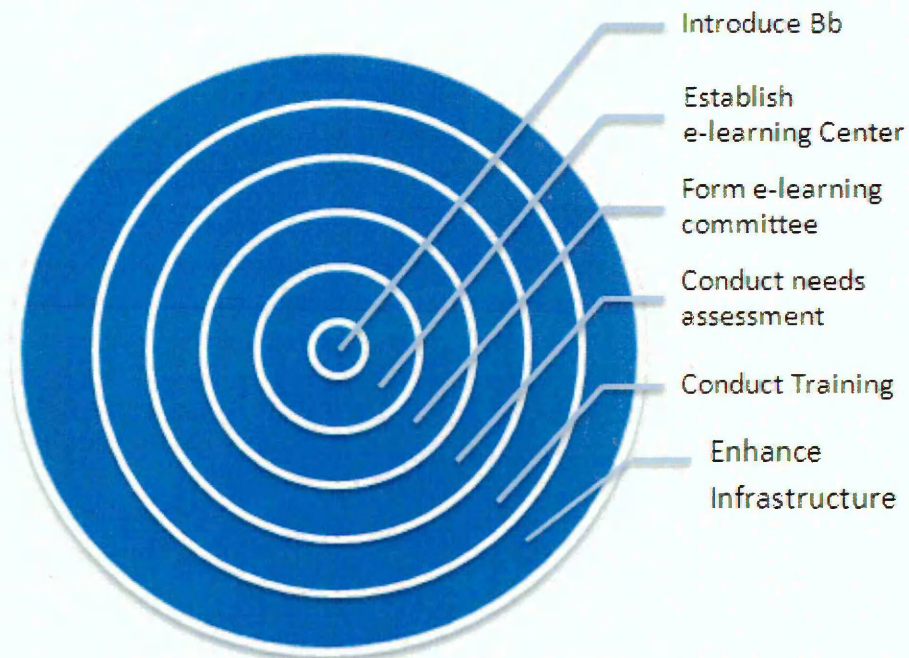 Introduce Bb
Establish
e-learning Center
Form e-learning
committee
Conduct needs
assessment
Conduct Training
Enhance
Infrastructure